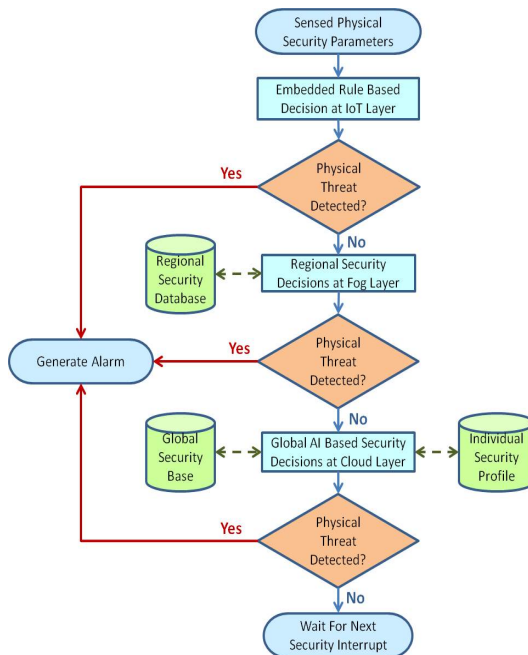 Sensed Physical
Security Parameters
Embedded Rule Based
Decision at IoT Layer
Yes
Physical
Threat
Detected?
No
Regional
Security
Database
Regional Security
Decisions at Fog Layer
Generate Alarm
Yes
Physical
Threat
Detected?
No
Global
Security
Base
Global AI Based Security
Decisions at Cloud Layer
Individual
Security
Profile
Yes
Physical
Threat
Detected?
No
Wait For Next
Security Interrupt